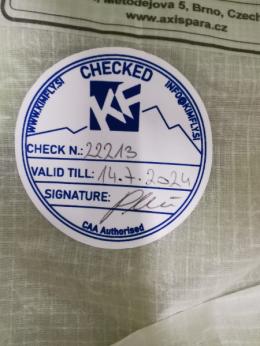 Metodějova 5, Brno, Czech
www.axispara.cz
CHECKED
WWW.KIMFLY.SI
INFO@KIMFLY.SI
KF
CHECK N.: 22213
VALID TILL: 14.7.2024
SIGNATURE:
CAA Authorised